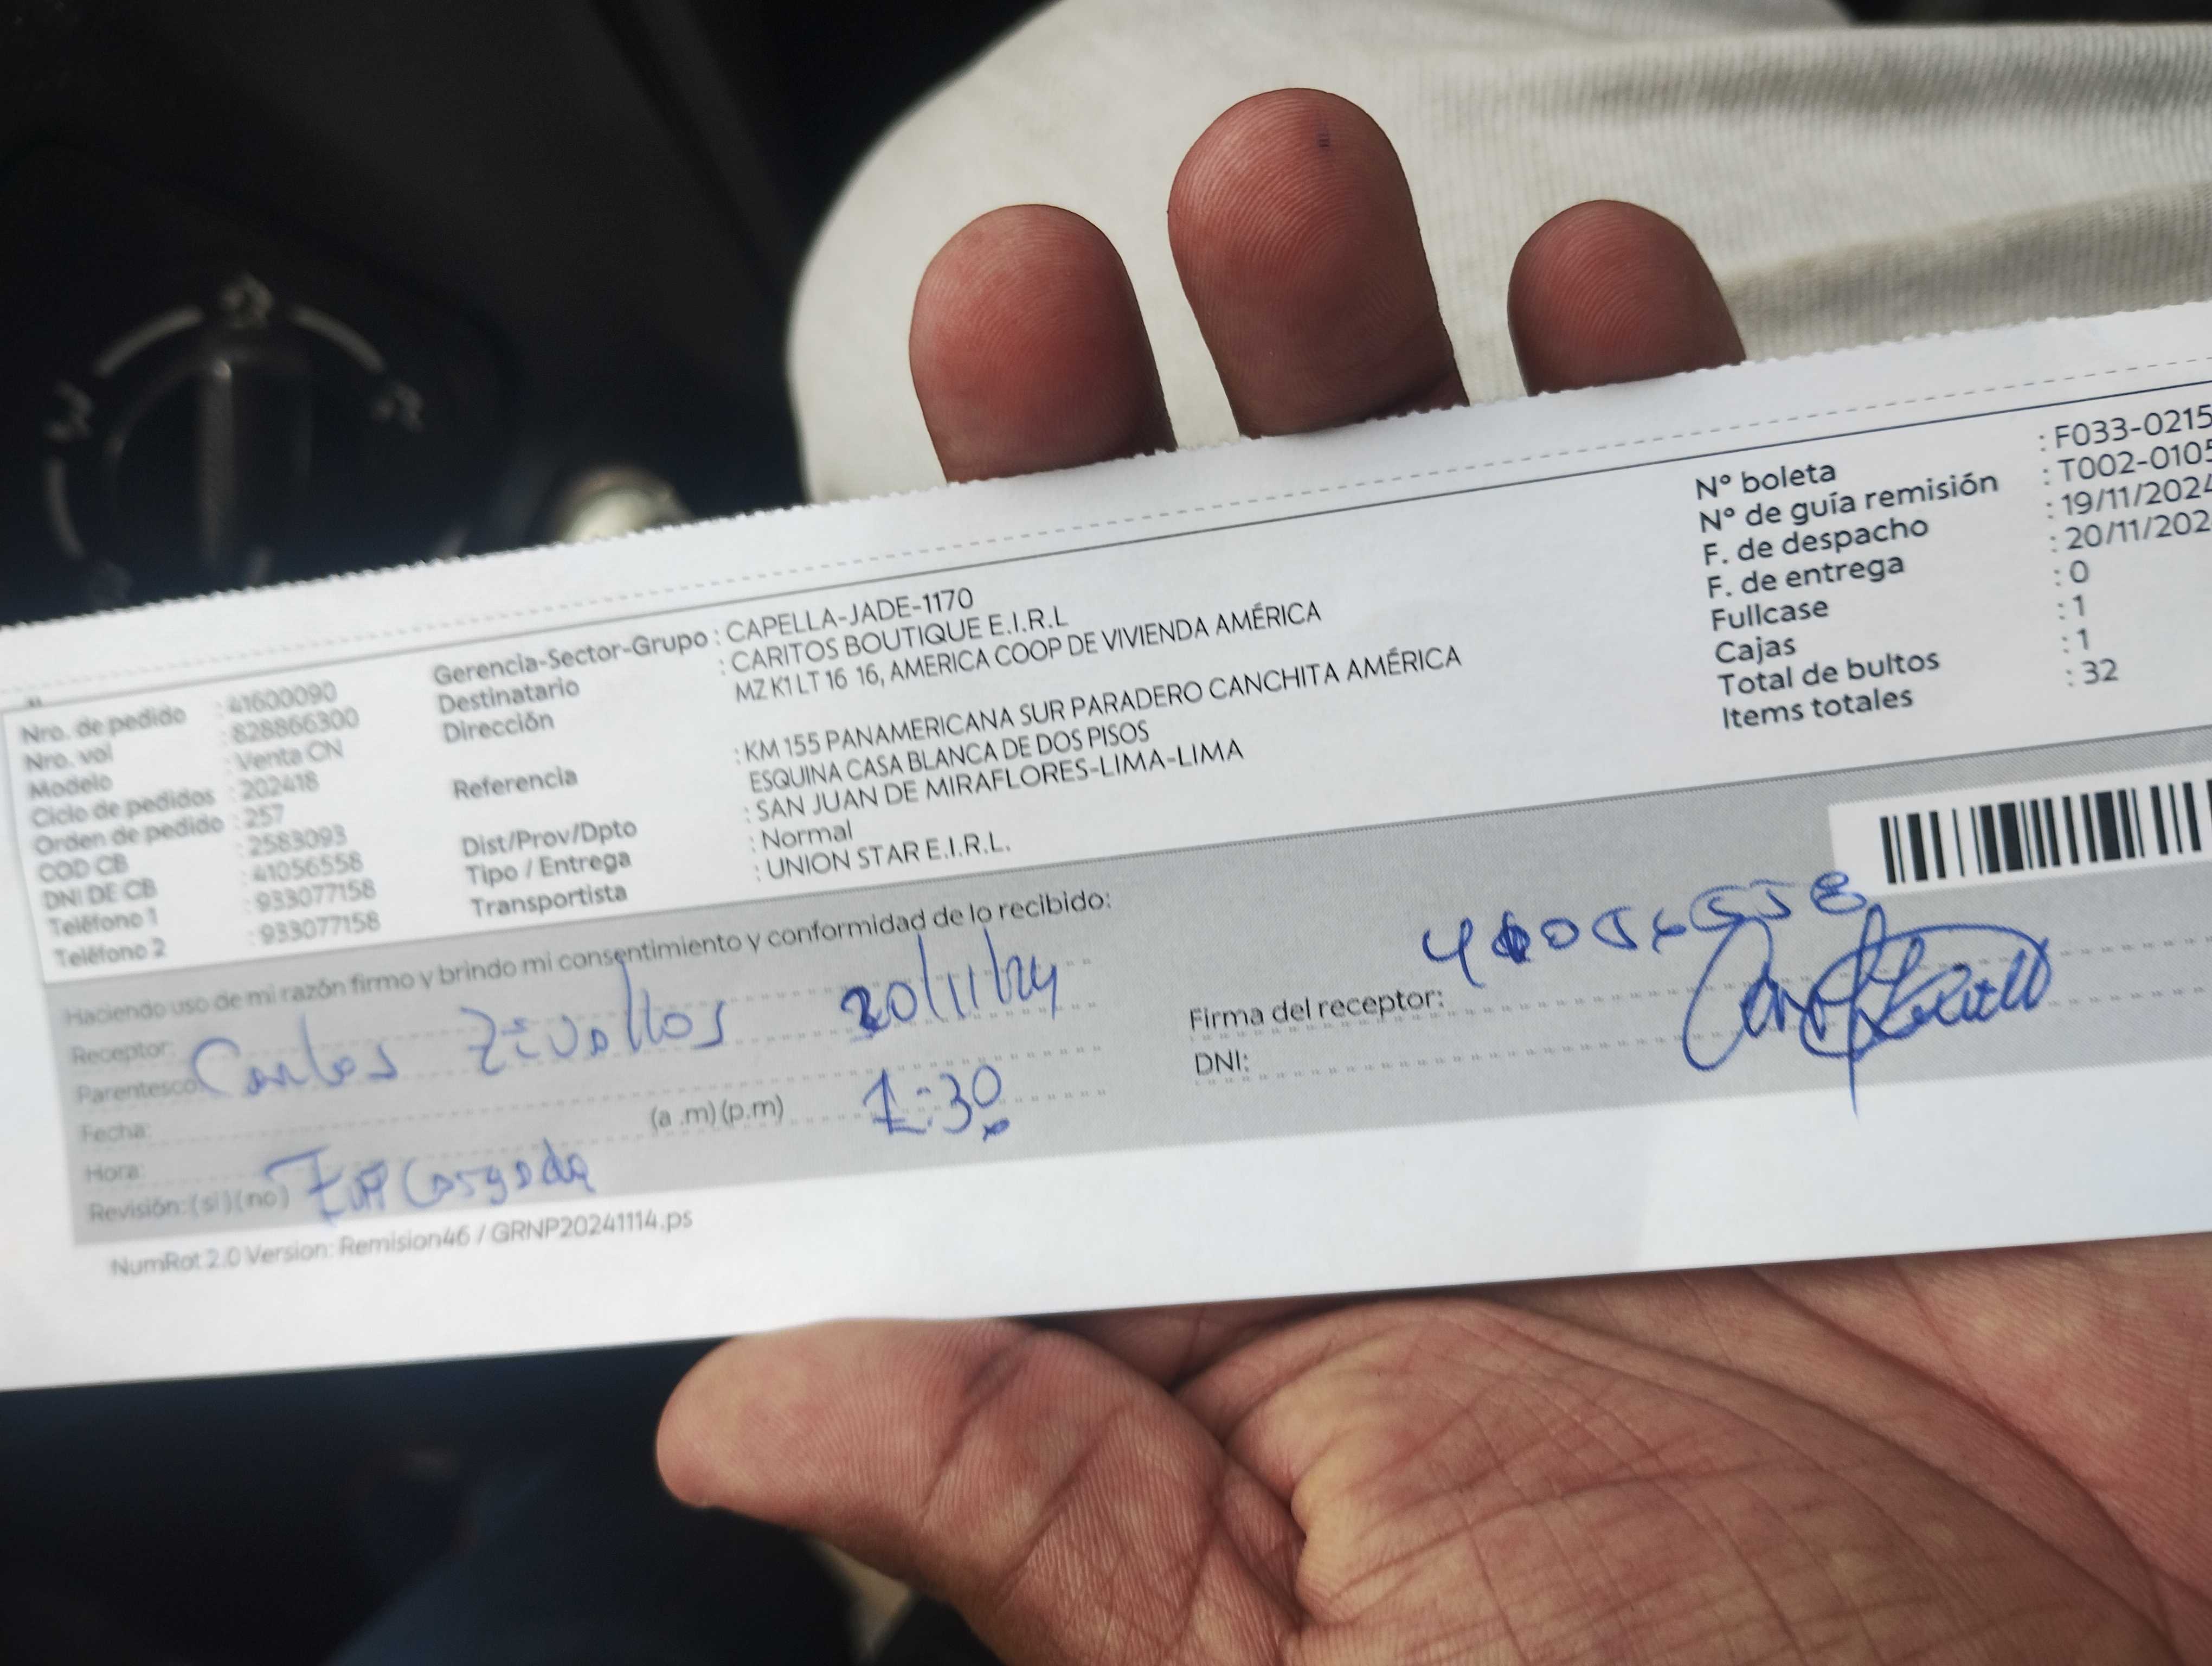 Nro. de pedido : 41600090
Nro. vol : 828866300
Modelo : Venta CN
Ciclo de pedidos : 202418
Orden de pedido : 257
COD CB : 2583093
DNI DE CB : 41056558
Teléfono 1 : 933077158
Teléfono 2 : 933077158
Gerencia-Sector-Grupo : CAPELLA-JADE-1170
Destinatario : CARITOS BOUTIQUE E.I.R.L
Dirección MZ K1 LT 16 16, AMERICA COOP DE VIVIENDA AMÉRICA
Referencia : KM 155 PANAMERICANA SUR PARADERO CANCHITA AMÉRICA
ESQUINA CASA BLANCA DE DOS PISOS
Dist/Prov/Dpto : SAN JUAN DE MIRAFLORES-LIMA-LIMA
Tipo / Entrega : Normal
Transportista : UNION STAR E.I.R.L.
N° boleta : F033-0215
N° de guía remisión : T002-0105
F. de despacho : 19/11/2024
F. de entrega : 20/11/202
Fullcase : 0
Cajas : 1
Total de bultos : 1
Items totales : 32
Haciendo uso de mi razón firmo y brindo mi consentimiento y conformidad de lo recibido:
Receptor:
Parentesco: Carlos 20/11/24
Fecha:
Hora: (a .m) (p.m) 1:30
Revisión: (si) (no) Encargada
Firma del receptor:
DNI:
NumRot 2.0 Version: Remision46 / GRNP20241114.ps